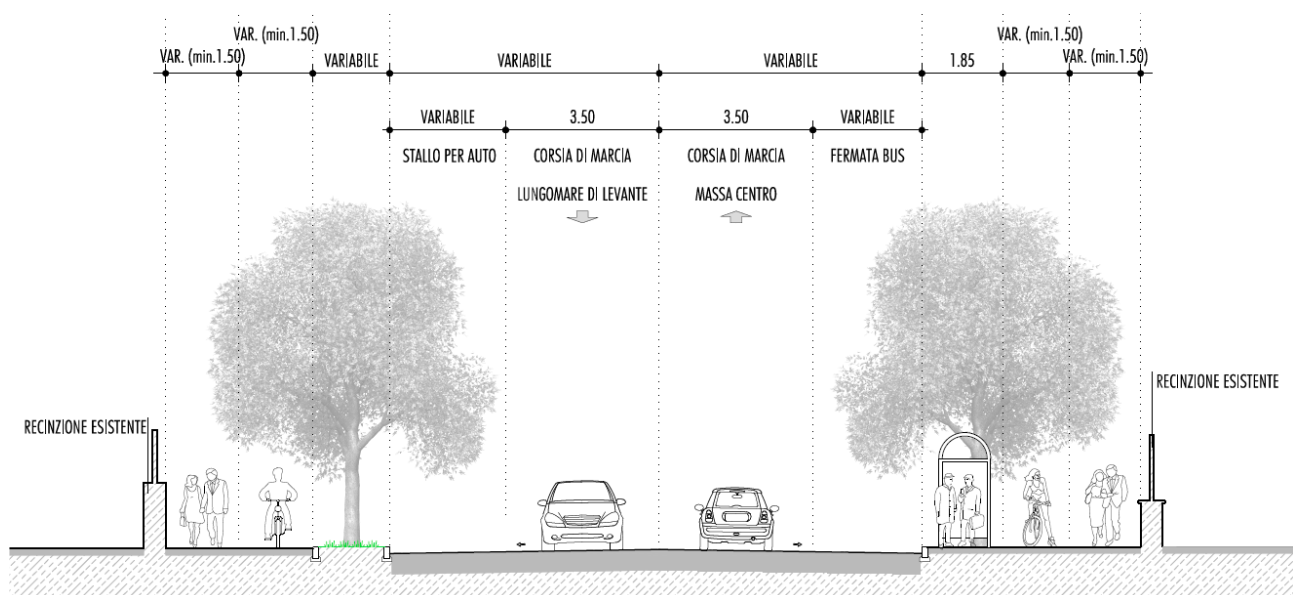 VAR. (min.1.50)
VAR. (min.1.50)
VARIABILE
VARIABILE
VARIABILE
1.85
VAR. (min.1.50)
VAR. (min.1.50)
VARIABILE
3.50
3.50
VARIABILE
STALLO PER AUTO
CORSIA DI MARCIA
CORSIA DI MARCIA
FERMATA BUS
LUNGOMARE DI LEVANTE
MASSA CENTRO
RECINZIONE ESISTENTE
RECINZIONE ESISTENTE